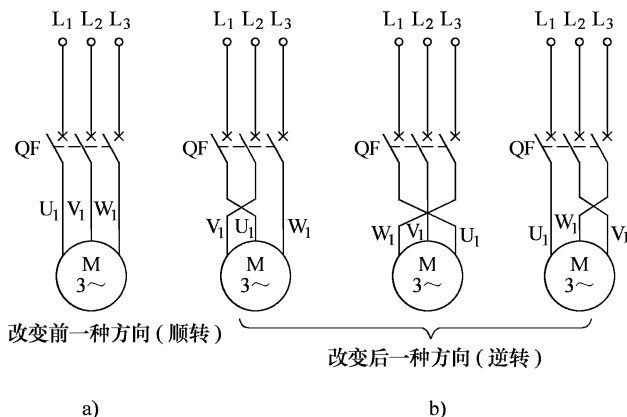 L₁ L₂ L₃
L₁ L₂ L₃
L₁ L₂ L₃
L₁ L₂ L₃
QF
QF
QF
QF
U₁ V₁ W₁
V₁ U₁ W₁
W₁ V₁ U₁
U₁ W₁ V₁
M
3～
M
3～
M
3～
M
3～
改变前一种方向(顺转)
改变后一种方向(逆转)
a)
b)